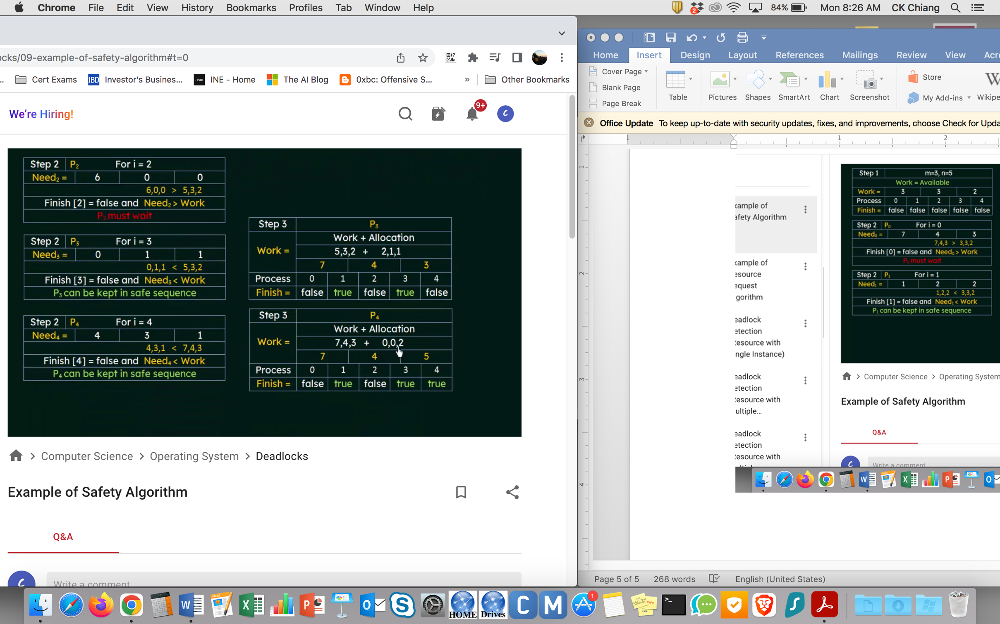 Chrome File Edit View History Bookmarks Profiles Tab Window Help
2 84% Mon 8:26 AM CK Chiang
ocks/09-example-of-safety-algorithm#t=0
.. Cert Exams IBD Investor's Busines... INE INE - Home The AI Blog 0xbc: Offensive S... » Other Bookmarks
We're Hiring!
9+
C
Step 2 P2 For i = 2
Need2 = 6 0 0
6,0,0 > 5,3,2
Finish [2] = false and Need2 > Work
P2 must wait
Step 2 P3 For i = 3
Need3 = 0 1 1
0,1,1 < 5,3,2
Finish [3] = false and Need3 < Work
P3 can be kept in safe sequence
Step 2 P4 For i = 4
Need4 = 4 3 1
4,3,1 < 7,4,3
Finish [4] = false and Need4 < Work
P4 can be kept in safe sequence
Step 3 P3
Work + Allocation
Work = 5,3,2 + 2,1,1
7 4 3
Process 0 1 2 3 4
Finish = false true false true false
Step 3 P4
Work + Allocation
Work = 7,4,3 + 0,0,2
7 4 5
Process 0 1 2 3 4
Finish = false true false true true
> Computer Science > Operating System > Deadlocks
Example of Safety Algorithm
Q&A
C
Write a comment
Home Insert Design Layout References Mailings Review View Acr
Cover Page
Blank Page
Page Break
Table Pictures Shapes SmartArt Chart Screenshot
Store
My Add-ins
W
Wikipe
Office Update To keep up-to-date with security updates, fixes, and improvements, choose Check for Upda
1 1 2
1
2
3
4
xample of
afety Algorithm
xample of
esource
equest
lgorithm
eadlock
etection
esource with
ngle Instance)
eadlock
etection
esource with
ultiple...
eadlock
etection
esource with
Step 1 m=3, n=5
Work = Available
Work = 3 3 2
Process 0 1 2 3 4
Finish = false false false false false
Step 2 P0 For i = 0
Need0 = 7 4 3
7,4,3 > 3,3,2
Finish [0] = false and Need0 > Work
P0 must wait
Step 2 P1 For i = 1
Need1 = 1 2 2
1,2,2 < 3,3,2
Finish [1] = false and Need1 < Work
P1 can be kept in safe sequence
> Computer Science > Operating System
Example of Safety Algorithm
Q&A
C
Write a comment
Page 5 of 5 268 words English (United States)
HOME Drives C M 1